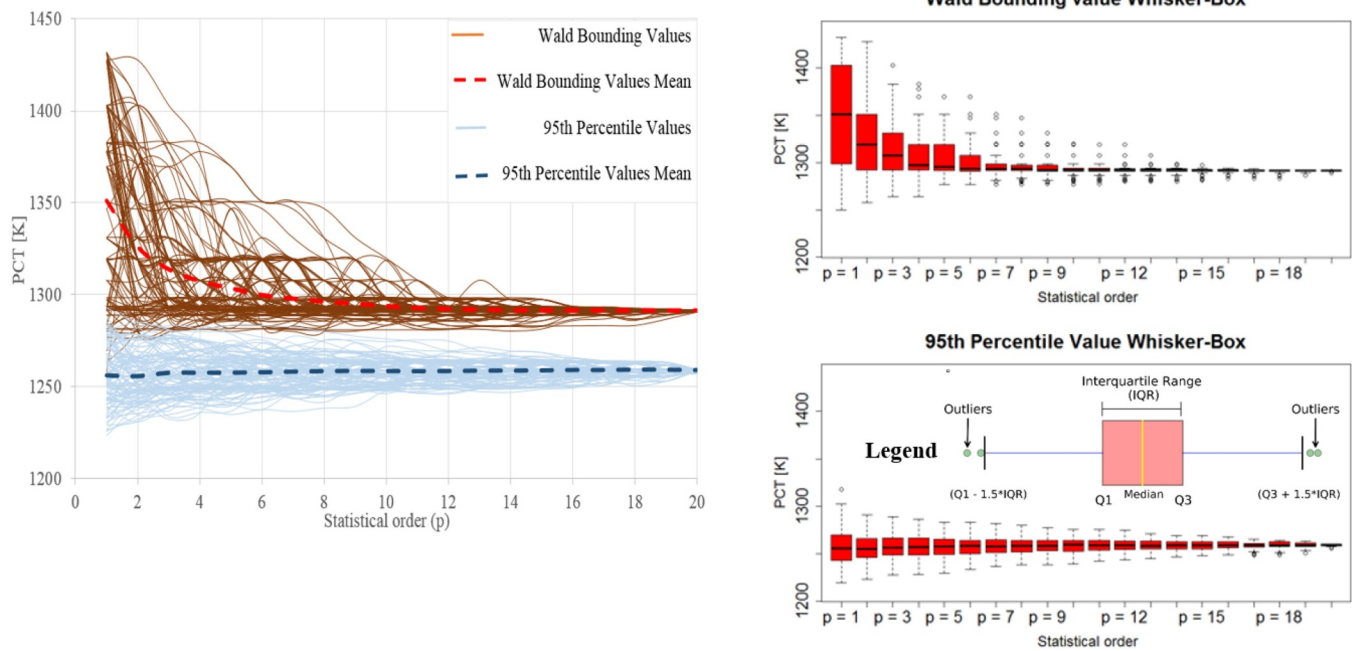 1450
1400
1350
1300
1250
1200
PCT [K]
0 2 4 6 8 10 12 14 16 18 20
Statistical order (p)
Wald Bounding Values
Wald Bounding Values Mean
95th Percentile Values
95th Percentile Values Mean
Wald Bounding Value Whisker-Box
1400
1300
1200
PCT [K]
p = 1 p = 3 p = 5 p = 7 p = 9 p = 12 p = 15 p = 18
Statistical order
95th Percentile Value Whisker-Box
1400
1300
1200
PCT [K]
Interquartile Range
(IQR)
Outliers Outliers
Legend
(Q1 - 1.5*IQR) Q1 Median Q3 (Q3 + 1.5*IQR)
p = 1 p = 3 p = 5 p = 7 p = 9 p = 12 p = 15 p = 18
Statistical order